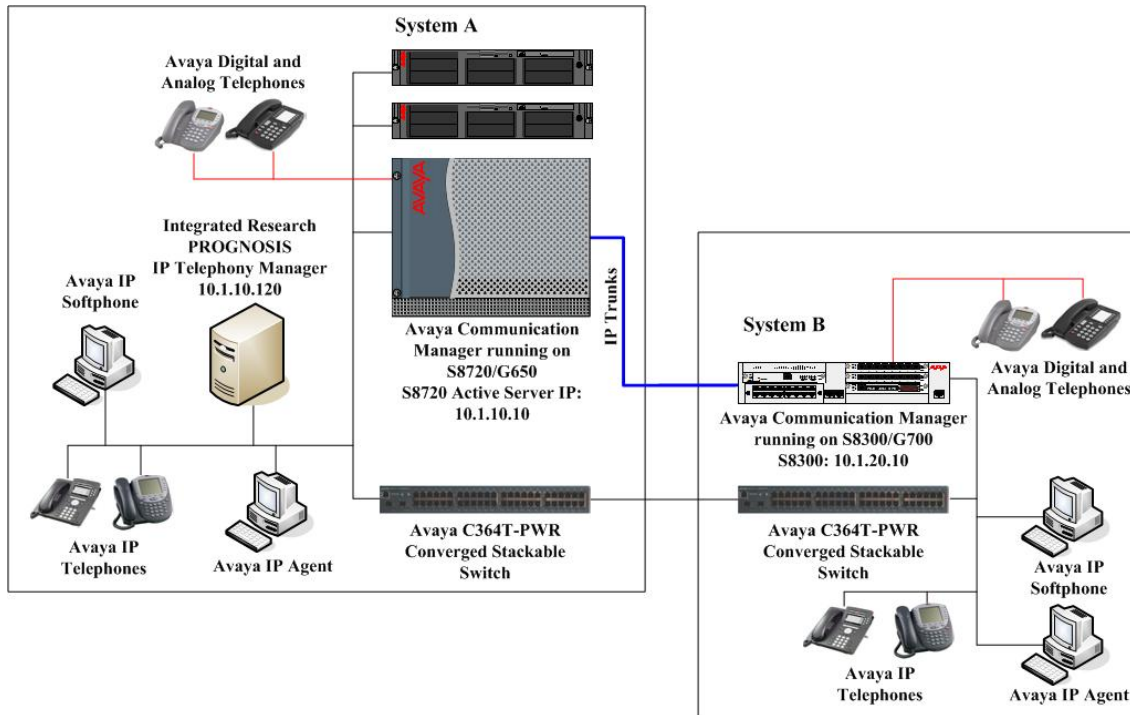 System A
Avaya Digital and
Analog Telephones
AVAYA
Integrated Research
PROGNOSIS
IP Telephony Manager
10.1.10.120
Avaya IP
Softphone
Avaya Communication
Manager running on
S8720/G650
S8720 Active Server IP:
10.1.10.10
IP Trunks
Avaya IP
Telephones
Avaya IP Agent
Avaya C364T-PWR
Converged Stackable
Switch
System B
Avaya Digital and
Analog Telephones
Avaya Communication Manager
running on S8300/G700
S8300: 10.1.20.10
Avaya C364T-PWR
Converged Stackable
Switch
Avaya IP
Softphone
Avaya IP
Telephones
Avaya IP Agent